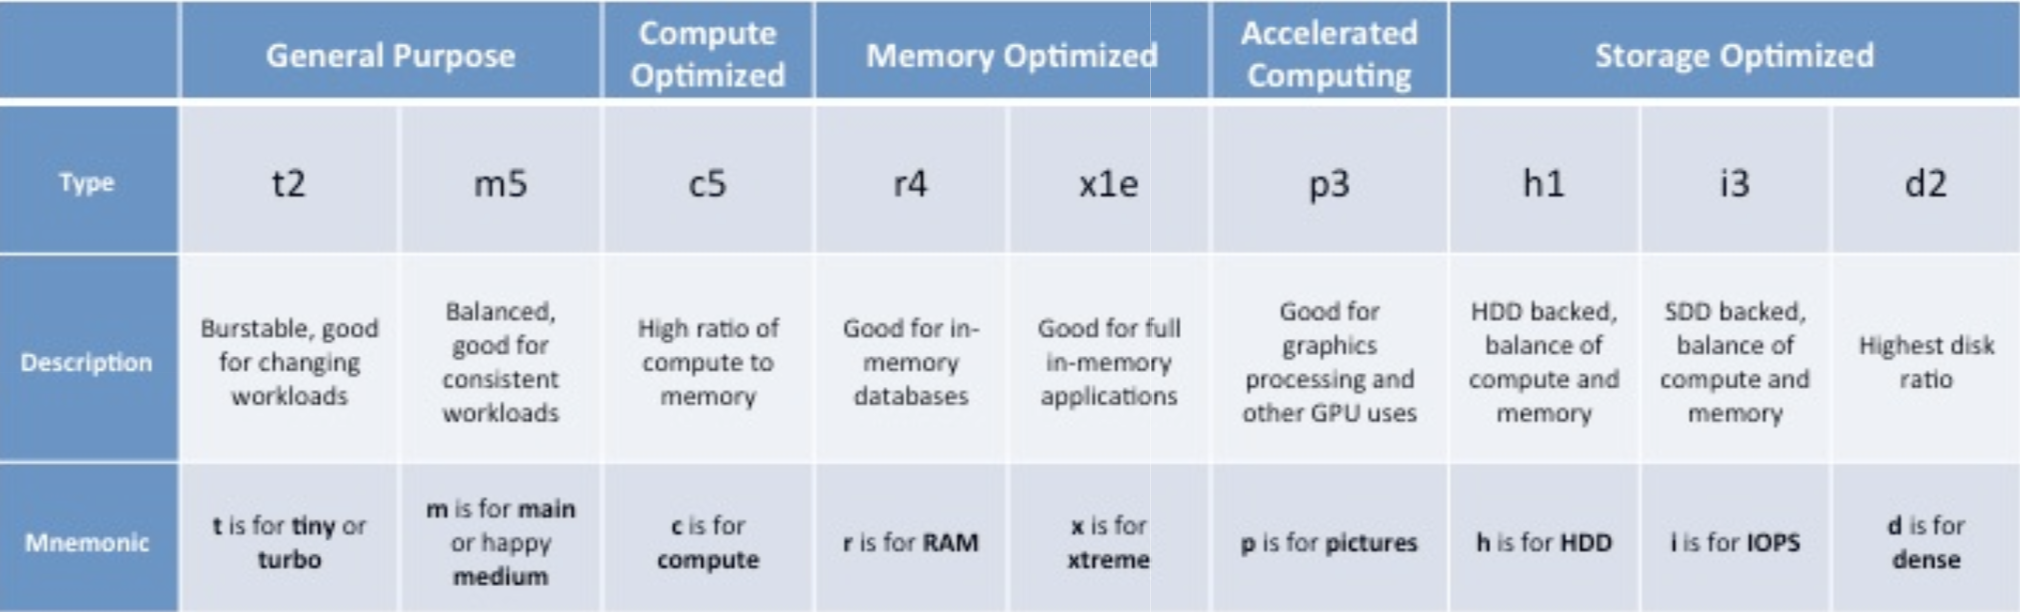 General Purpose
Compute
Optimized
Memory Optimized
Accelerated
Computing
Storage Optimized
Type
t2
m5
c5
r4
x1e
p3
h1
i3
d2
Description
Burstable, good
for changing
workloads
Balanced,
good for
consistent
workloads
High ratio of
compute to
memory
Good for in-
memory
databases
Good for full
in-memory
applications
Good for
graphics
processing and
other GPU uses
HDD backed,
balance of
compute and
memory
SDD backed,
balance of
compute and
memory
Highest disk
ratio
Mnemonic
t is for tiny or
turbo
m is for main
or happy
medium
c is for
compute
r is for RAM
x is for
xtreme
p is for pictures
h is for HDD
i is for IOPS
d is for
dense